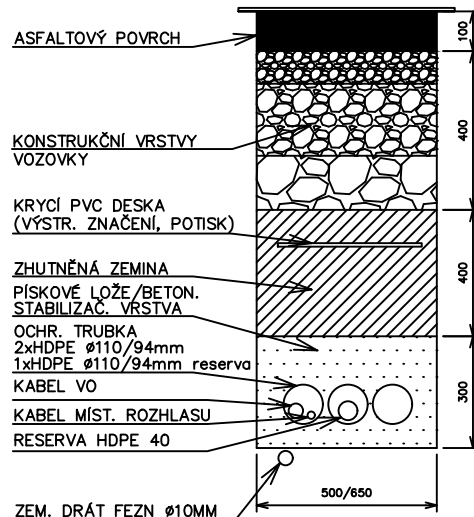 ASFALTOVÝ POVRCH
KONSTRUKČNÍ VRSTVY
VOZOVKY
KRYCÍ PVC DESKA
(VÝSTR. ZNAČENÍ, POTISK)
ZHUTNĚNÁ ZEMINA
PÍSKOVÉ LOŽE/BETON.
STABILIZAČ. VRSTVA
OCHR. TRUBKA
2xHDPE Ø110/94mm
1xHDPE Ø110/94mm reserva
KABEL VO
KABEL MÍST. ROZHLASU
RESERVA HDPE 40
ZEM. DRÁT FEZN Ø10MM
100
400
400
300
500/650